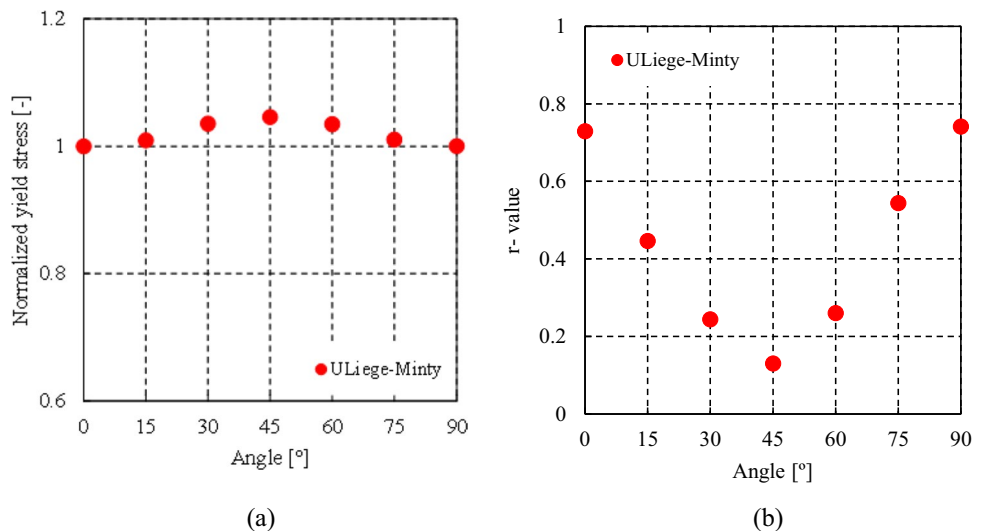 1.2
1
0.8
0.6
Normalized yield stress [-]
ULiege-Minty
0 15 30 45 60 75 90
Angle [°]
(a)
1
0.8
0.6
0.4
0.2
0
r- value
ULiege-Minty
0 15 30 45 60 75 90
Angle [º]
(b)